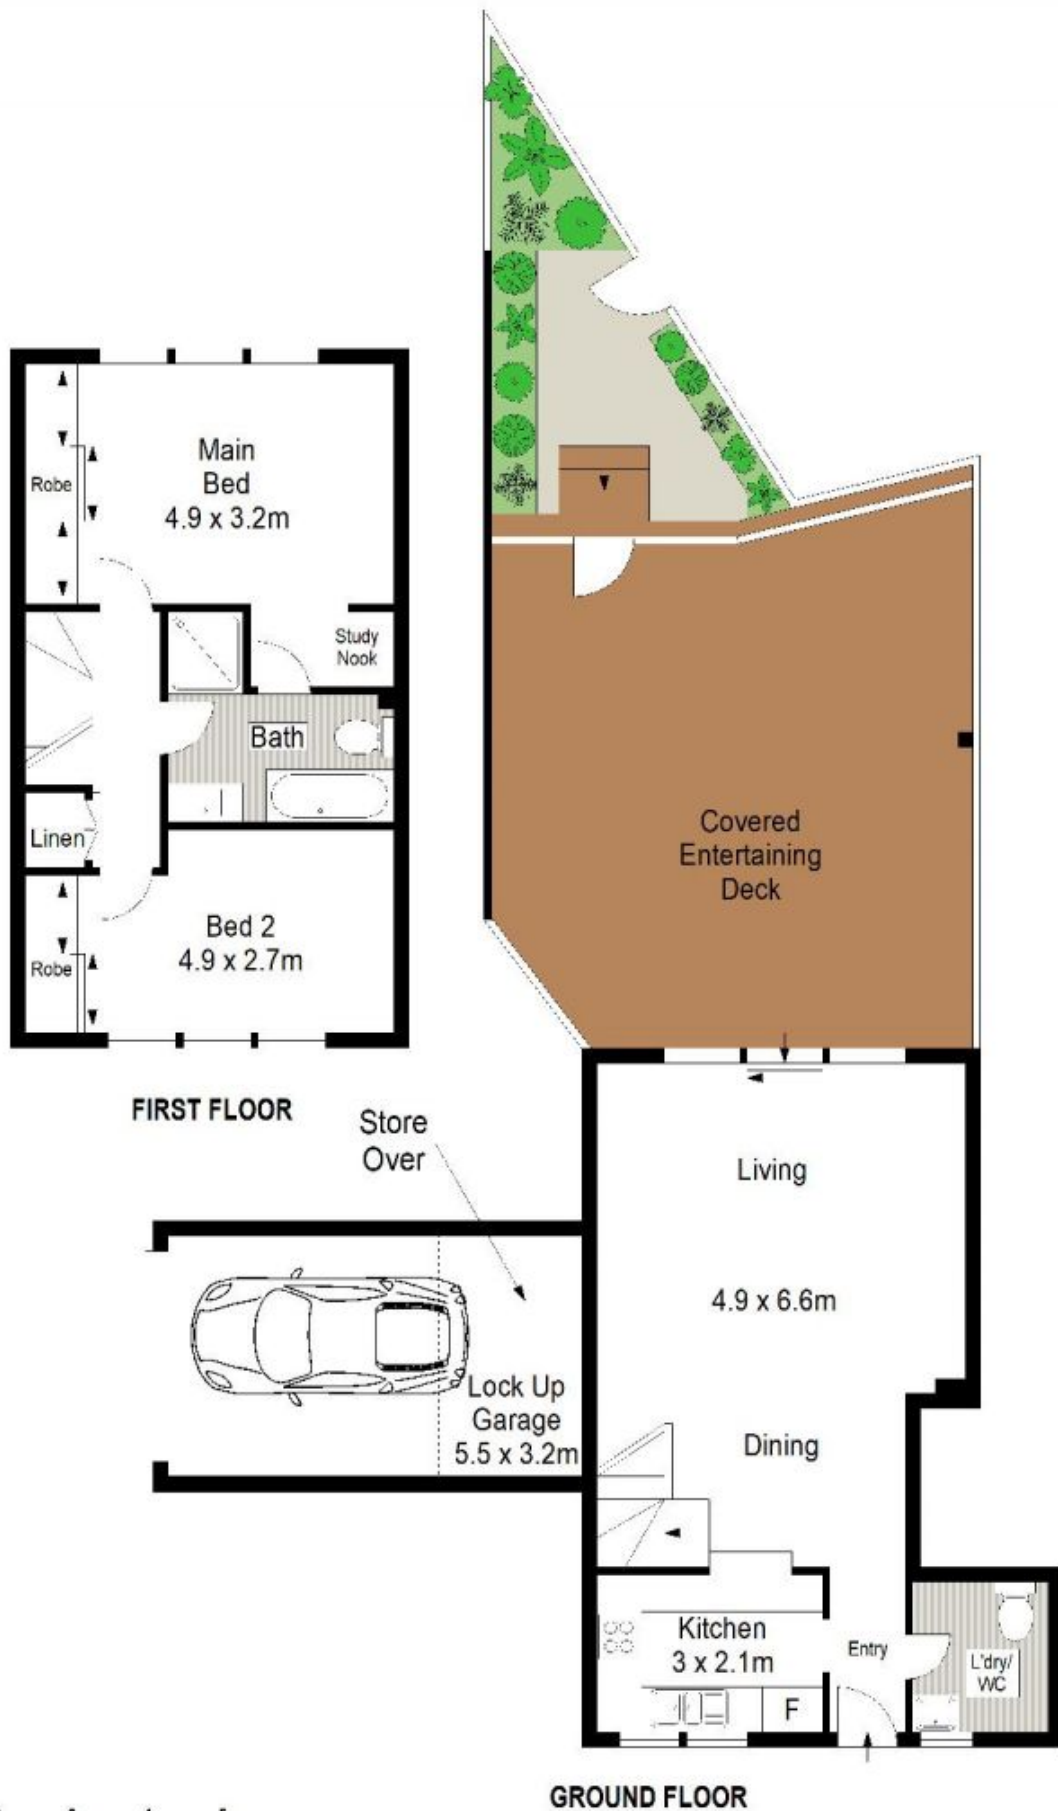 Main
Bed
4.9 x 3.2m
Robe
Study
Nook
Bath
Linen
Bed 2
4.9 x 2.7m
Robe
FIRST FLOOR
Covered
Entertaining
Deck
Store
Over
Living
4.9 x 6.6m
Lock Up
Garage
5.5 x 3.2m
Dining
Kitchen
3 x 2.1m
F
Entry
L'dry/
WC
GROUND FLOOR